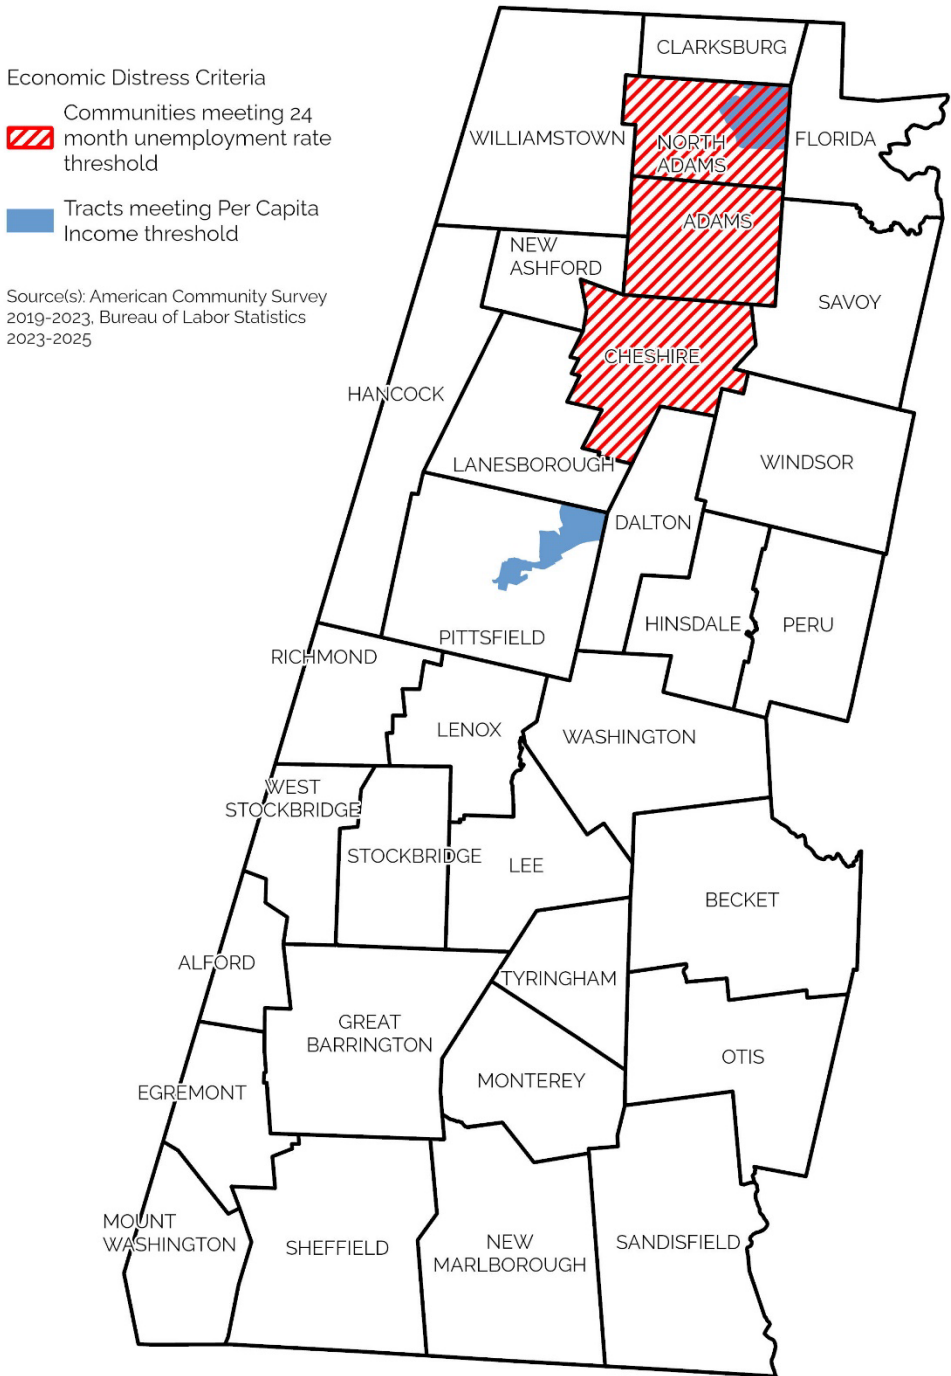 Economic Distress Criteria
Communities meeting 24
month unemployment rate
threshold
Tracts meeting Per Capita
Income threshold
Source(s): American Community Survey
2019-2023, Bureau of Labor Statistics
2023-2025
CLARKSBURG
WILLIAMSTOWN
NORTH
ADAMS
FLORIDA
ADAMS
NEW
ASHFORD
SAVOY
CHESHIRE
HANCOCK
LANESBOROUGH
WINDSOR
DALTON
PITTSFIELD
HINSDALE
PERU
RICHMOND
LENOX
WASHINGTON
WEST
STOCKBRIDGE
STOCKBRIDGE
LEE
BECKET
ALFORD
TYRINGHAM
GREAT
BARRINGTON
OTIS
MONTEREY
EGREMONT
MOUNT
WASHINGTON
SHEFFIELD
NEW
MARLBOROUGH
SANDISFIELD